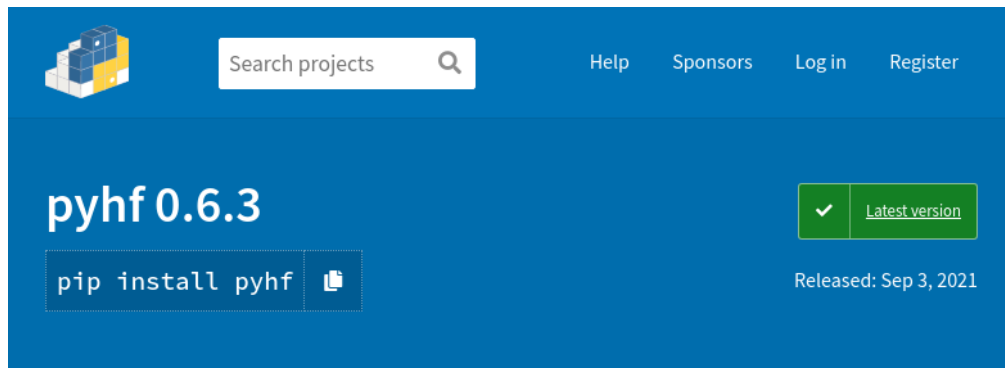 Search projects
Help Sponsors Log in Register
pyhf 0.6.3
Latest version
pip install pyhf
Released: Sep 3, 2021